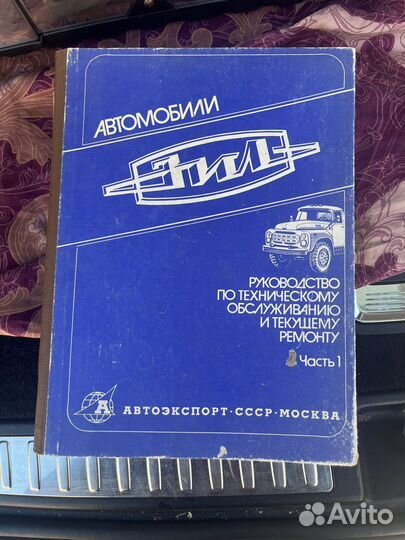 АВТОМОБИЛИ
ЗИЛ
РУКОВОДСТВО
ПО ТЕХНИЧЕСКОМУ
ОБСЛУЖИВАНИЮ
И ТЕКУЩЕМУ
РЕМОНТУ
Часть 1
А АВТОЭКСПОРТ·СССР·МОСКВА
Avito